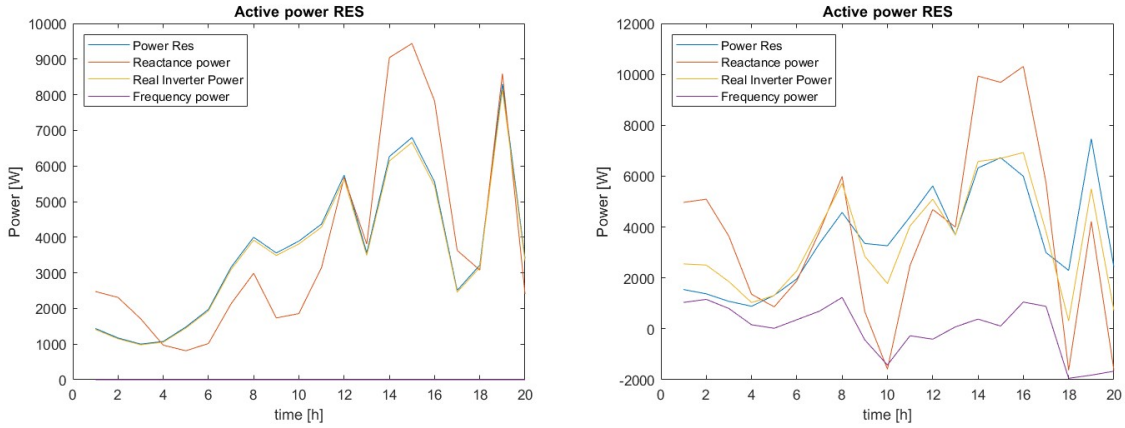 Active power RES
10000
9000
8000
7000
6000
5000
4000
3000
2000
1000
0
Power [W]
Power Res
Reactance power
Real Inverter Power
Frequency power
0 2 4 6 8 10 12 14 16 18 20
time [h]
Active power RES
12000
10000
8000
6000
4000
2000
0
-2000
Power [W]
Power Res
Reactance power
Real Inverter Power
Frequency power
0 2 4 6 8 10 12 14 16 18 20
time [h]